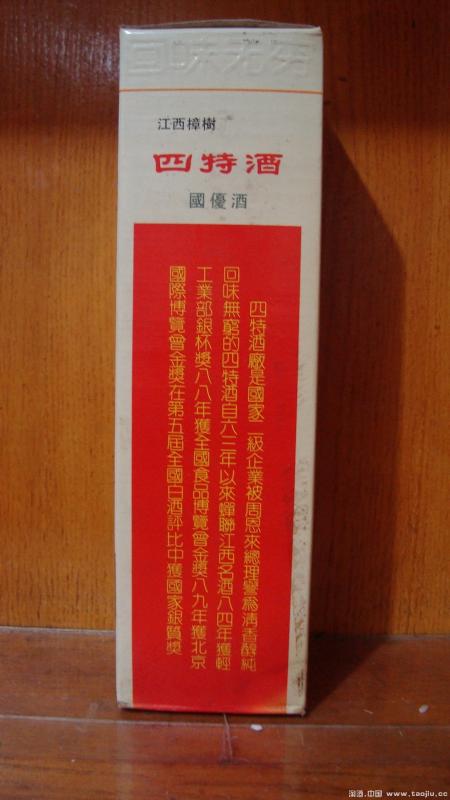 回味无穷
江西樟樹
四特酒
國優酒
四特酒廠是國家二級企業被周恩來總理譽爲清香醇純
回味無窮的四特酒自六三年以來蟬聯江西名酒八四年獲輕
工業部銀杯獎八八年獲全國食品博覽會金獎八九年獲北京
國際博覽會金獎在第五屆全國白酒評比中獲國家銀質獎
淘酒.中国 www.taojiu.cc